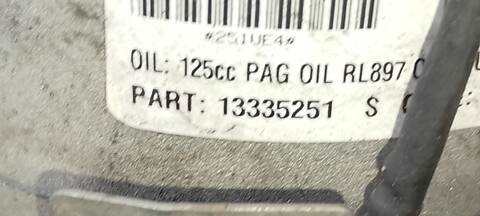 #251UE4#
OIL: 125cc PAG OIL RL897
PART: 13335251 S